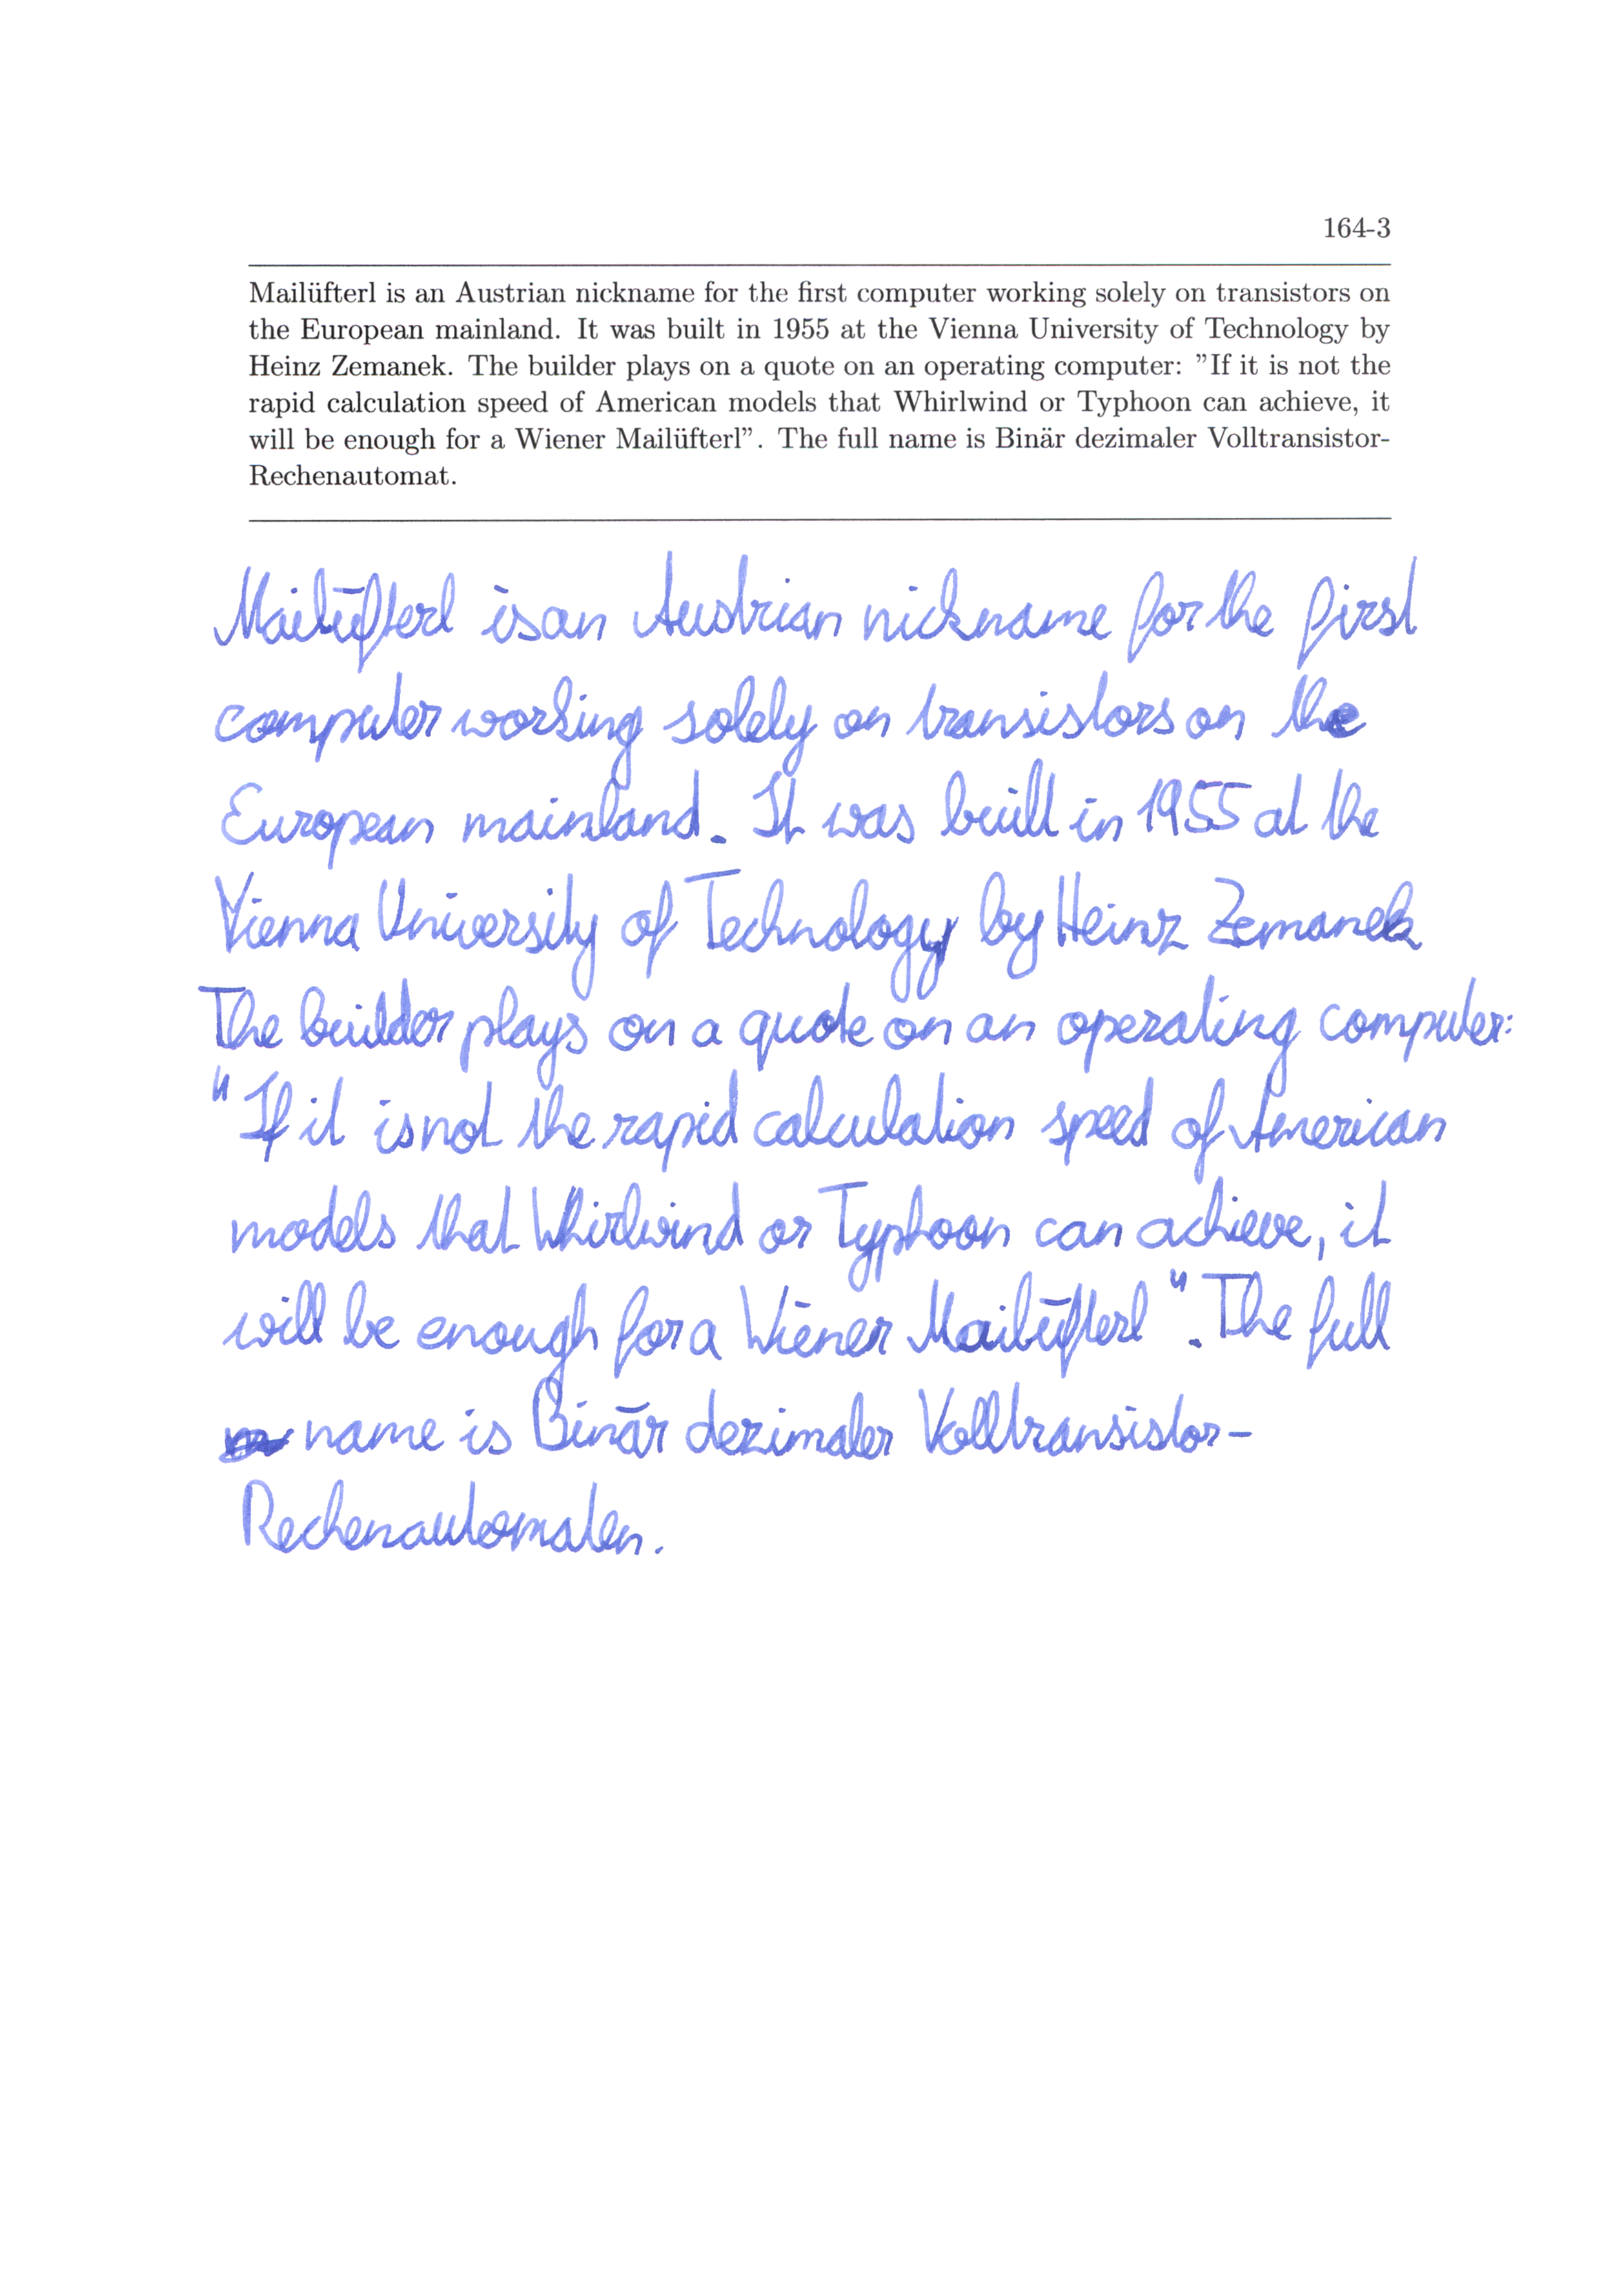 164-3
Mailüfterl is an Austrian nickname for the first computer working solely on transistors on
the European mainland. It was built in 1955 at the Vienna University of Technology by
Heinz Zemanek. The builder plays on a quote on an operating computer: ”If it is not the
rapid calculation speed of American models that Whirlwind or Typhoon can achieve, it
will be enough for a Wiener Mailüfterl”. The full name is Binär dezimaler Volltransistor-
Rechenautomat.
Mailüfterl is an Austrian nickname for the first
computer working solely on transistors on the
European mainland. It was built in 1955 at the
Vienna University of Technology by Heinz Zemanek
The builder plays on a quote on an operating computer:
"If it is not the rapid calculation speed of American
models that Whirlwind or Typhoon can achieve, it
will be enough for a Wiener Mailüfterl". The full
name is Binär dezimaler Volltransistor-
Rechenautomaten.